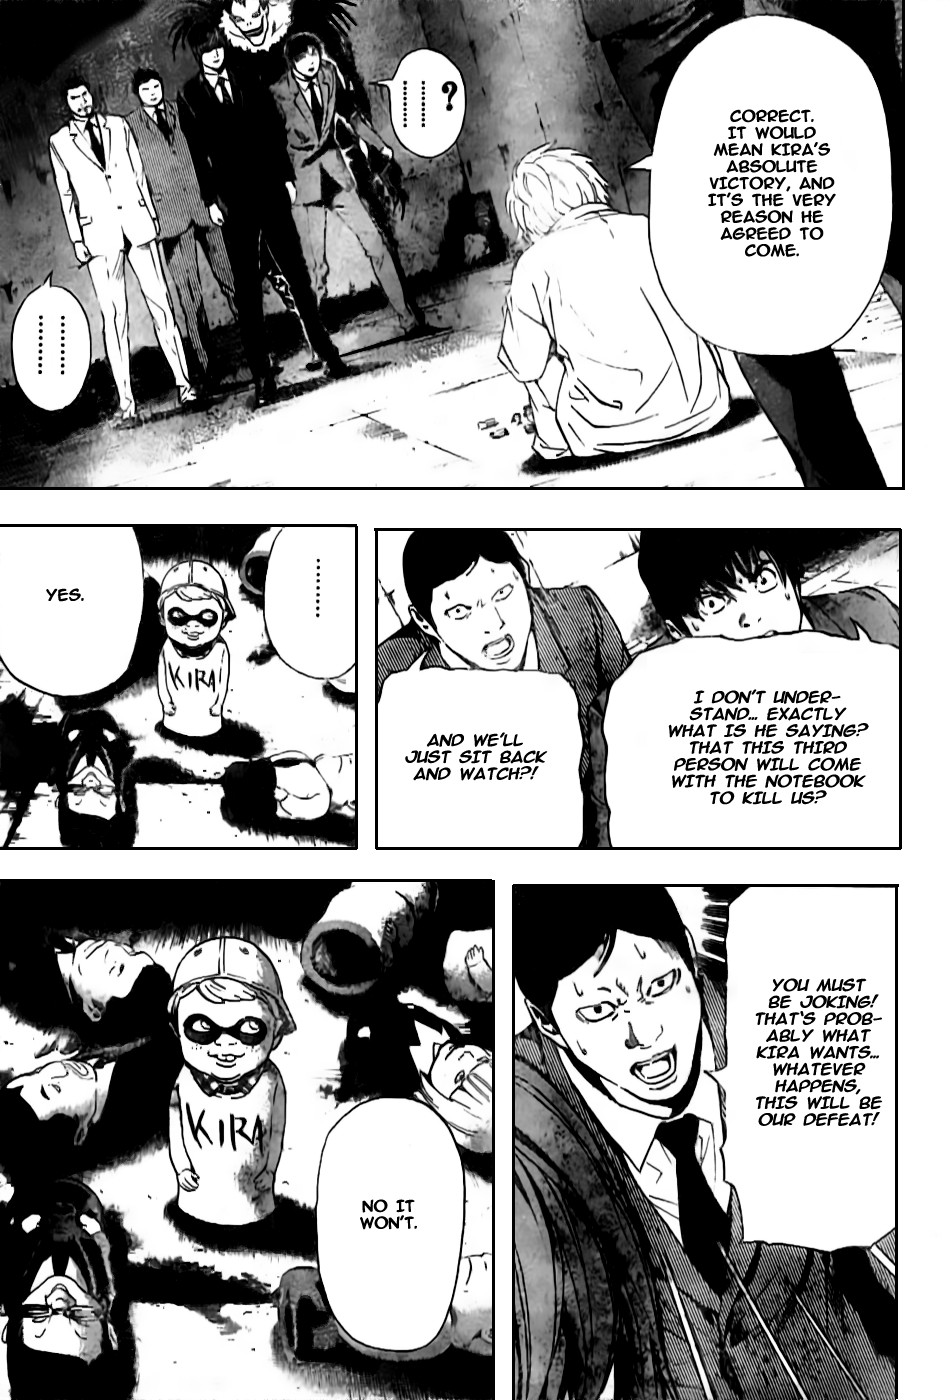 CORRECT.
IT WOULD
MEAN KIRA'S
ABSOLUTE
VICTORY, AND
IT'S THE VERY
REASON HE
AGREED TO
COME.
........ ?
........
I DON'T UNDER-
STAND... EXACTLY
WHAT IS HE SAYING?
THAT THIS THIRD
PERSON WILL COME
WITH THE NOTEBOOK
TO KILL US?
AND WE'LL
JUST SIT BACK
AND WATCH?!
........
YES.
KIRA
YOU MUST
BE JOKING!
THAT'S PROB-
ABLY WHAT
KIRA WANTS...
WHATEVER
HAPPENS,
THIS WILL BE
OUR DEFEAT!
KIRA
NO IT
WON'T.